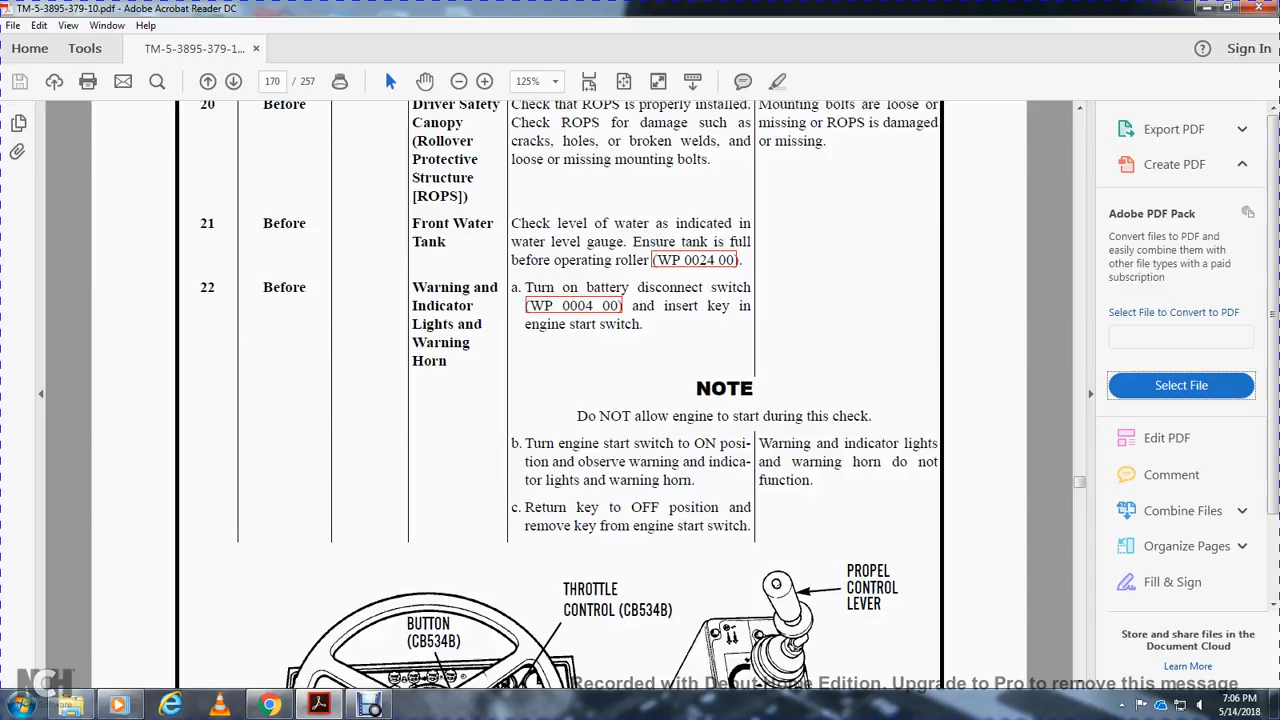 TM-5-3895-379-10.pdf - Adobe Acrobat Reader DC
File Edit View Window Help
Home Tools TM-5-3895-379-1... × Sign In
170 / 257 125%
20 Before Driver Safety Check that ROPS is properly installed. Mounting bolts are loose or
Canopy Check ROPS for damage such as missing or ROPS is damaged
(Rollover cracks, holes, or broken welds, and or missing.
Protective loose or missing mounting bolts.
Structure
[ROPS])
21 Before Front Water Check level of water as indicated in
Tank water level gauge. Ensure tank is full
before operating roller (WP 0024 00).
22 Before Warning and a. Turn on battery disconnect switch
Indicator (WP 0004 00) and insert key in
Lights and engine start switch.
Warning
Horn
NOTE
Do NOT allow engine to start during this check.
b. Turn engine start switch to ON posi- Warning and indicator lights
tion and observe warning and indica- and warning horn do not
tor lights and warning horn. function.
c. Return key to OFF position and
remove key from engine start switch.
THROTTLE
CONTROL (CB534B)
BUTTON
(CB534B)
PROPEL
CONTROL
LEVER
Export PDF
Create PDF
Adobe PDF Pack
Convert files to PDF and
easily combine them with
other file types with a paid
subscription
Select File to Convert to PDF
Select File
Edit PDF
Comment
Combine Files
Organize Pages
Fill & Sign
Store and share files in the
Document Cloud
Learn More
NCH
ware
Recorded with Debut Home Edition. Upgrade to Pro to remove this message
7:06 PM
5/14/2018